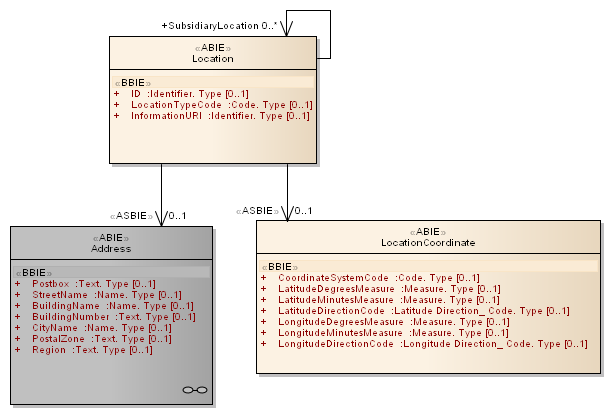 +SubsidiaryLocation 0..*
«ABIE»
Location
«BBIE»
+ ID :Identifier. Type [0..1]
+ LocationTypeCode :Code. Type [0..1]
+ InformationURI :Identifier. Type [0..1]
«ASBIE» 0..1
«ASBIE» 0..1
«ABIE»
Address
«BBIE»
+ Postbox :Text. Type [0..1]
+ StreetName :Name. Type [0..1]
+ BuildingName :Name. Type [0..1]
+ BuildingNumber :Text. Type [0..1]
+ CityName :Name. Type [0..1]
+ PostalZone :Text. Type [0..1]
+ Region :Text. Type [0..1]
«ABIE»
LocationCoordinate
«BBIE»
+ CoordinateSystemCode :Code. Type [0..1]
+ LatitudeDegreesMeasure :Measure. Type [0..1]
+ LatitudeMinutesMeasure :Measure. Type [0..1]
+ LatitudeDirectionCode :Latitude Direction_ Code. Type [0..1]
+ LongitudeDegreesMeasure :Measure. Type [0..1]
+ LongitudeMinutesMeasure :Measure. Type [0..1]
+ LongitudeDirectionCode :Longitude Direction_ Code. Type [0..1]